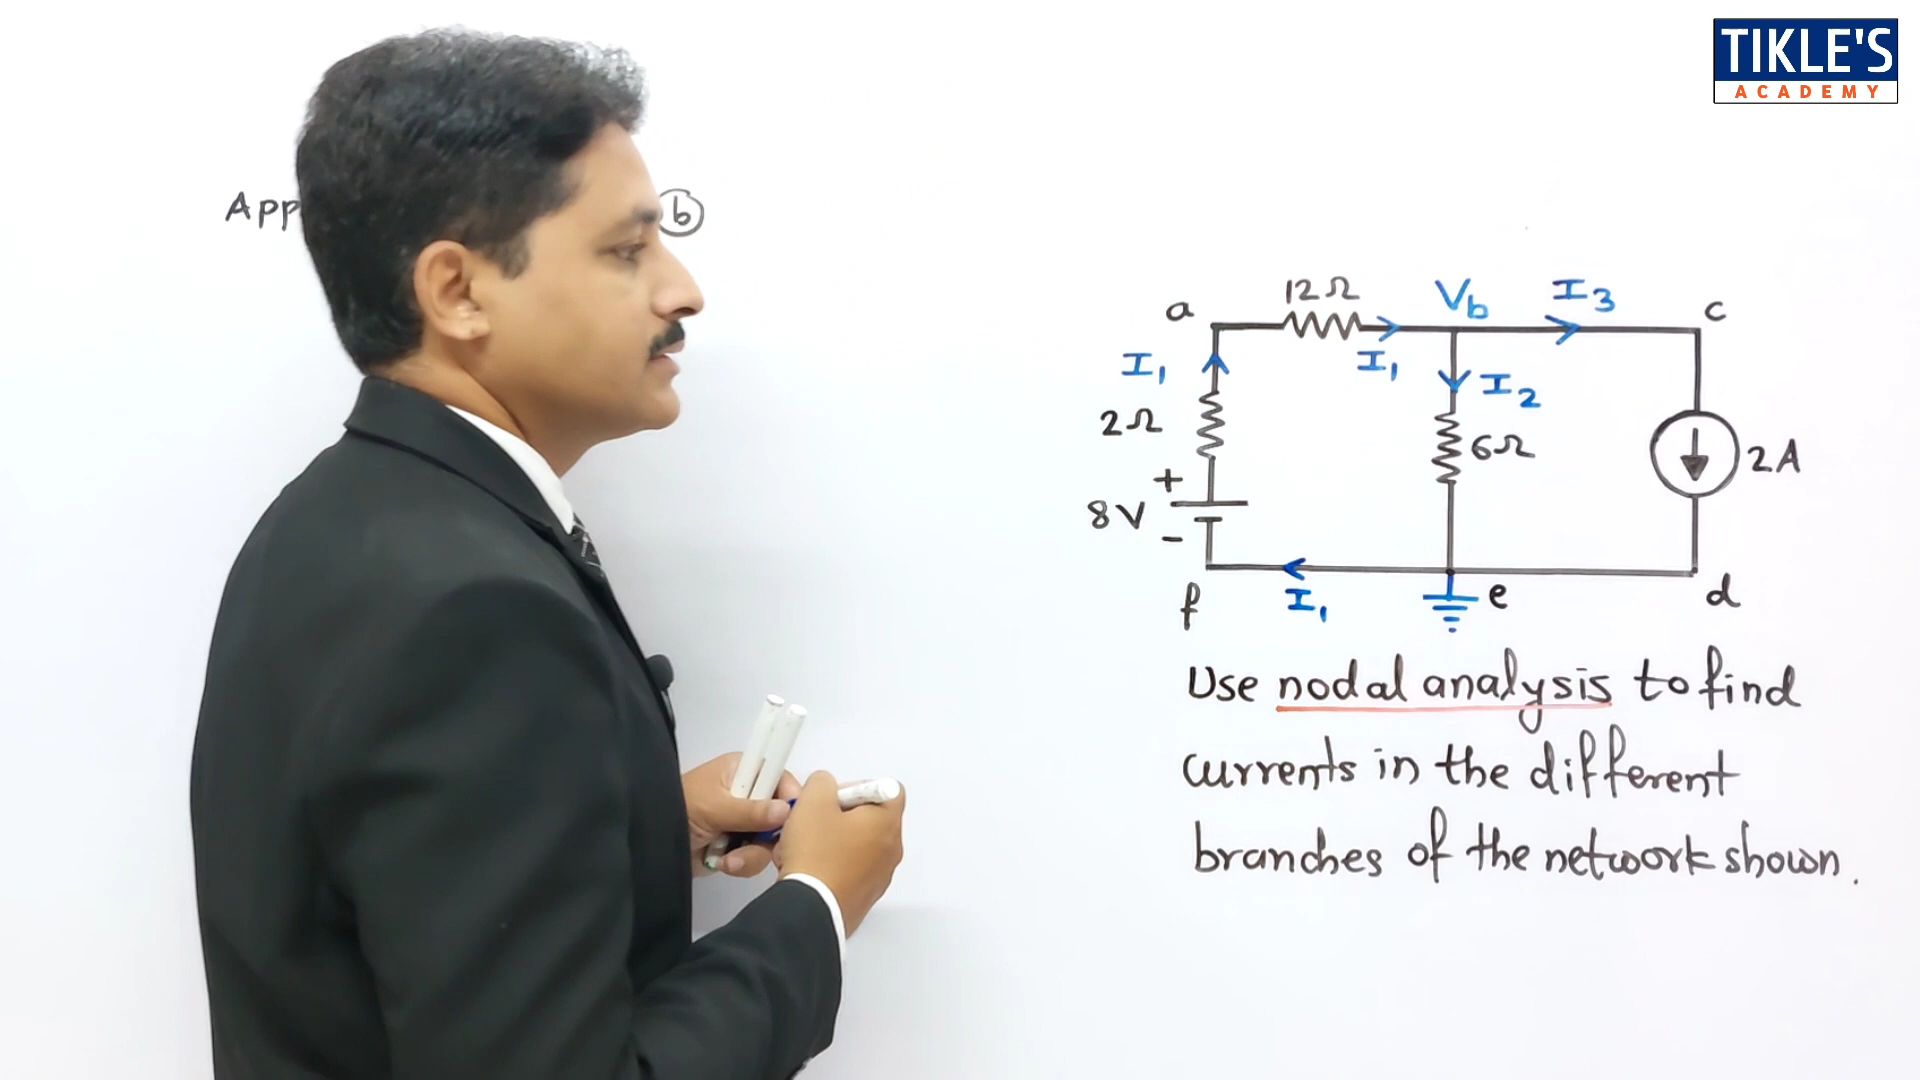 TIKLE'S
ACADEMY
App
b
a
12Ω
Vb
I3
c
I1
I1
I2
2Ω
6Ω
2A
+
8V
-
f
I1
e
d
Use nodal analysis to find
currents in the different
branches of the network shown.